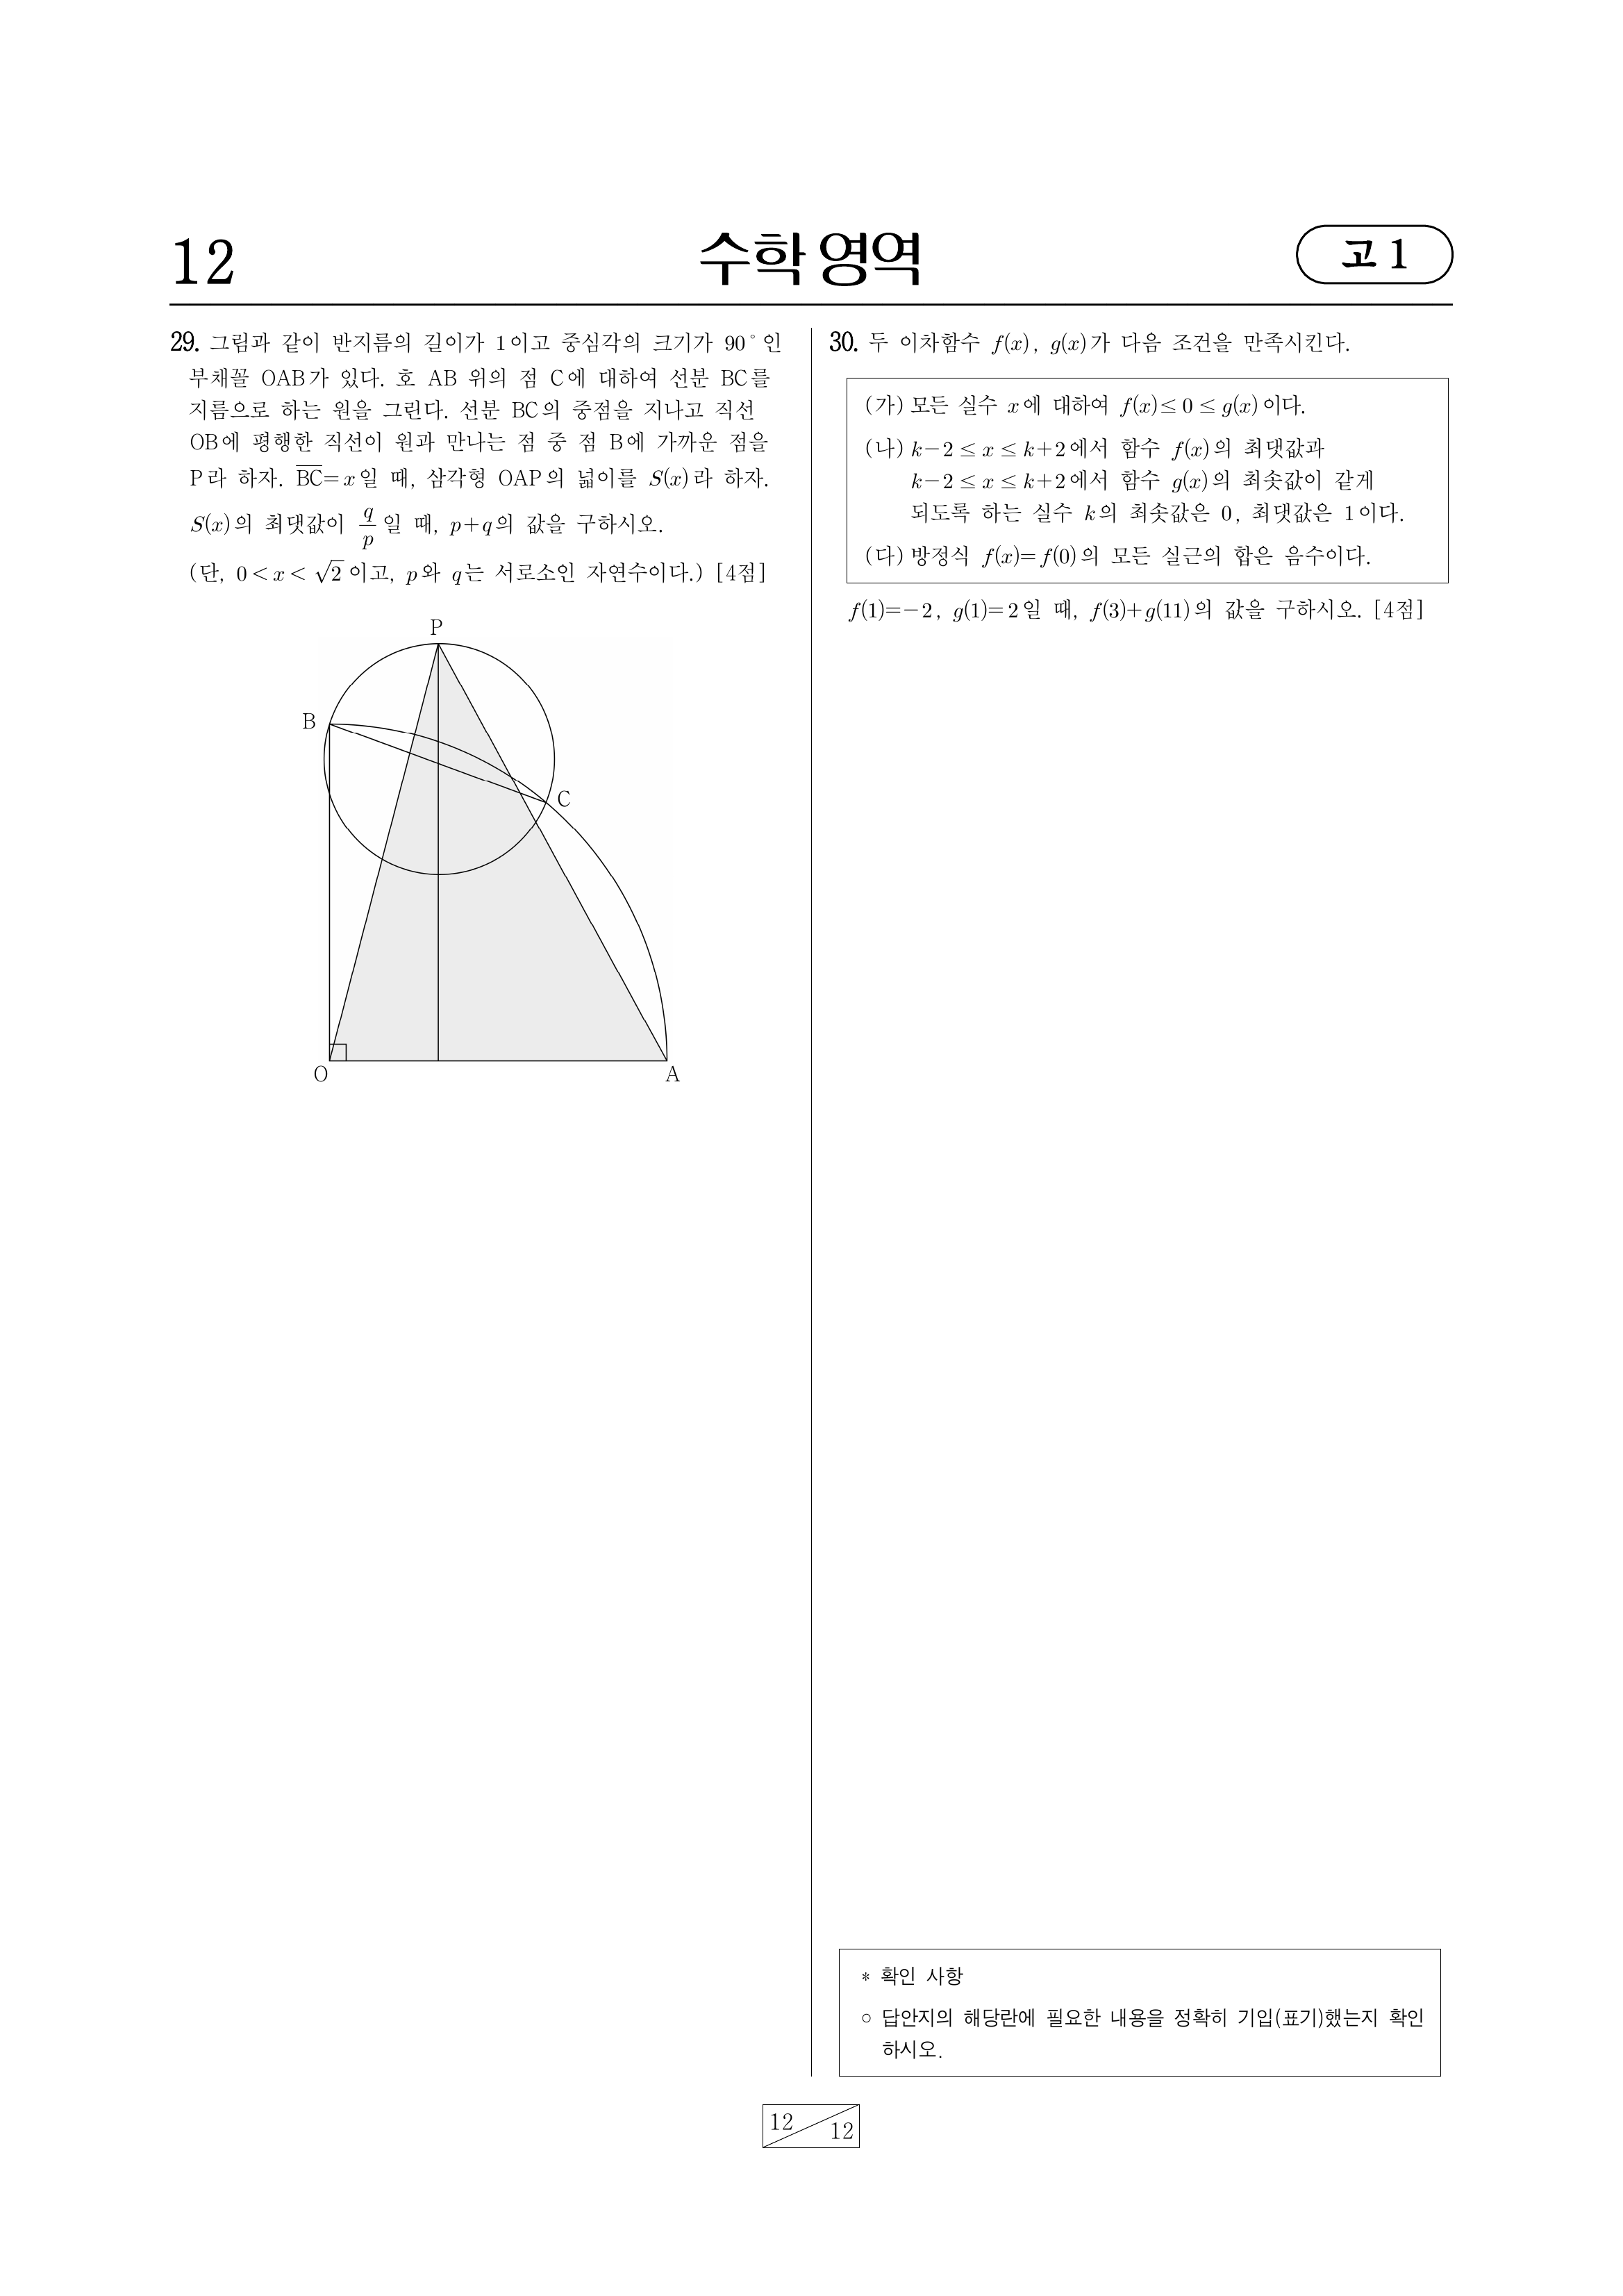 12
수학 영역
고 1
29. 그림과 같이 반지름의 길이가 1이고 중심각의 크기가 90°인
부채꼴 OAB가 있다. 호 AB 위의 점 C에 대하여 선분 BC를
지름으로 하는 원을 그린다. 선분 BC의 중점을 지나고 직선
OB에 평행한 직선이 원과 만나는 점 중 점 B에 가까운 점을
P라 하자. \overline{BC}=x일 때, 삼각형 OAP의 넓이를 S(x)라 하자.
S(x)의 최댓값이 \frac{q}{p}일 때, p+q의 값을 구하시오.
(단, 0<x<√2이고, p와 q는 서로소인 자연수이다.) [4점]
P
B
C
O
A
30. 두 이차함수 f(x), g(x)가 다음 조건을 만족시킨다.
(가) 모든 실수 x에 대하여 f(x)≤0≤g(x)이다.
(나) k-2≤x≤k+2에서 함수 f(x)의 최댓값과
k-2≤x≤k+2에서 함수 g(x)의 최솟값이 같게
되도록 하는 실수 k의 최솟값은 0, 최댓값은 1이다.
(다) 방정식 f(x)=f(0)의 모든 실근의 합은 음수이다.
f(1)=-2, g(1)=2일 때, f(3)+g(11)의 값을 구하시오. [4점]
* 확인 사항
○ 답안지의 해당란에 필요한 내용을 정확히 기입(표기)했는지 확인
하시오.
12
12